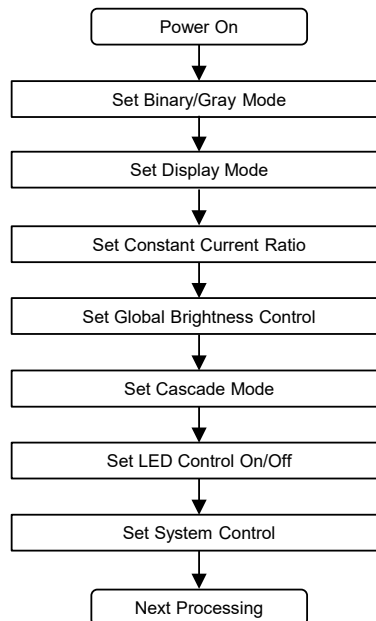 Power On
Set Binary/Gray Mode
Set Display Mode
Set Constant Current Ratio
Set Global Brightness Control
Set Cascade Mode
Set LED Control On/Off
Set System Control
Next Processing